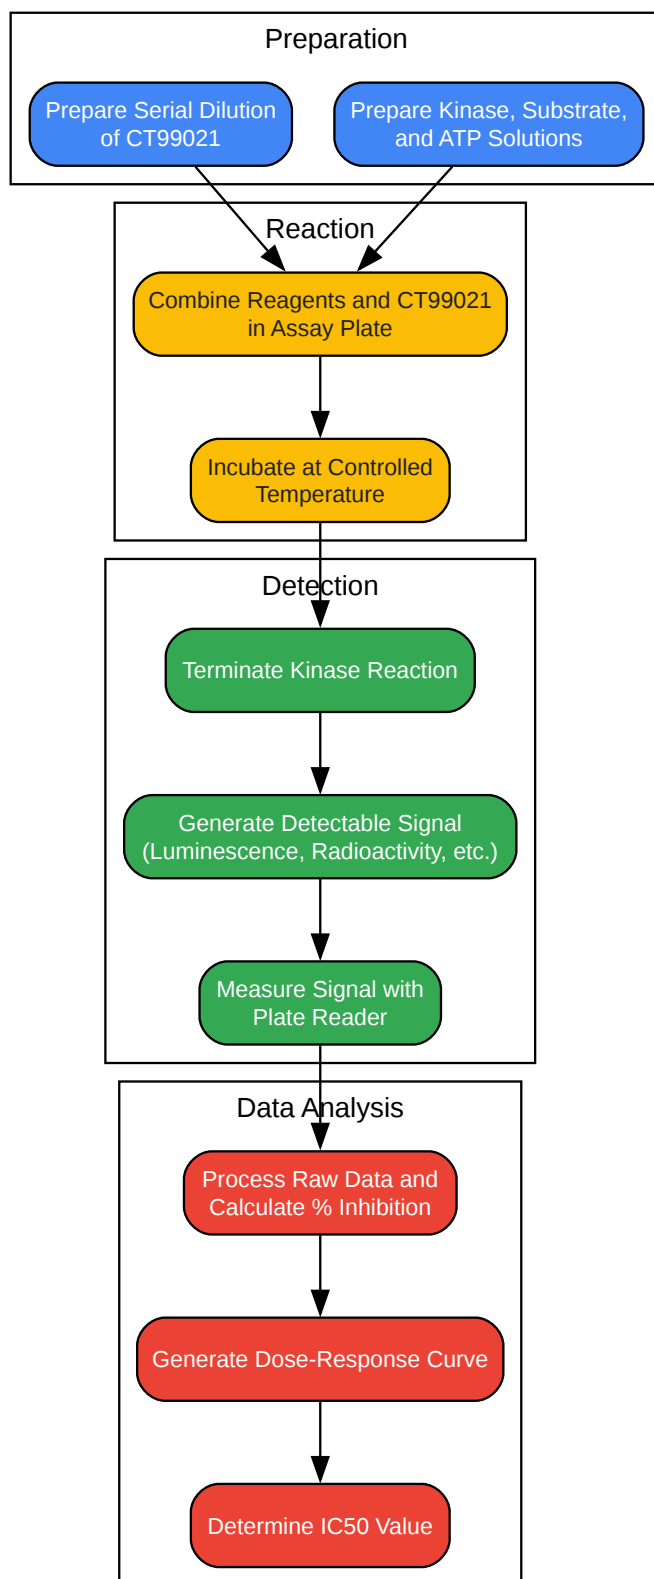 Preparation
Prepare Serial Dilution
of CT99021
Prepare Kinase, Substrate,
and ATP Solutions
Reaction
Combine Reagents and CT99021
in Assay Plate
Incubate at Controlled
Temperature
Detection
Terminate Kinase Reaction
Generate Detectable Signal
(Luminescence, Radioactivity, etc.)
Measure Signal with
Plate Reader
Data Analysis
Process Raw Data and
Calculate % Inhibition
Generate Dose-Response Curve
Determine IC50 Value